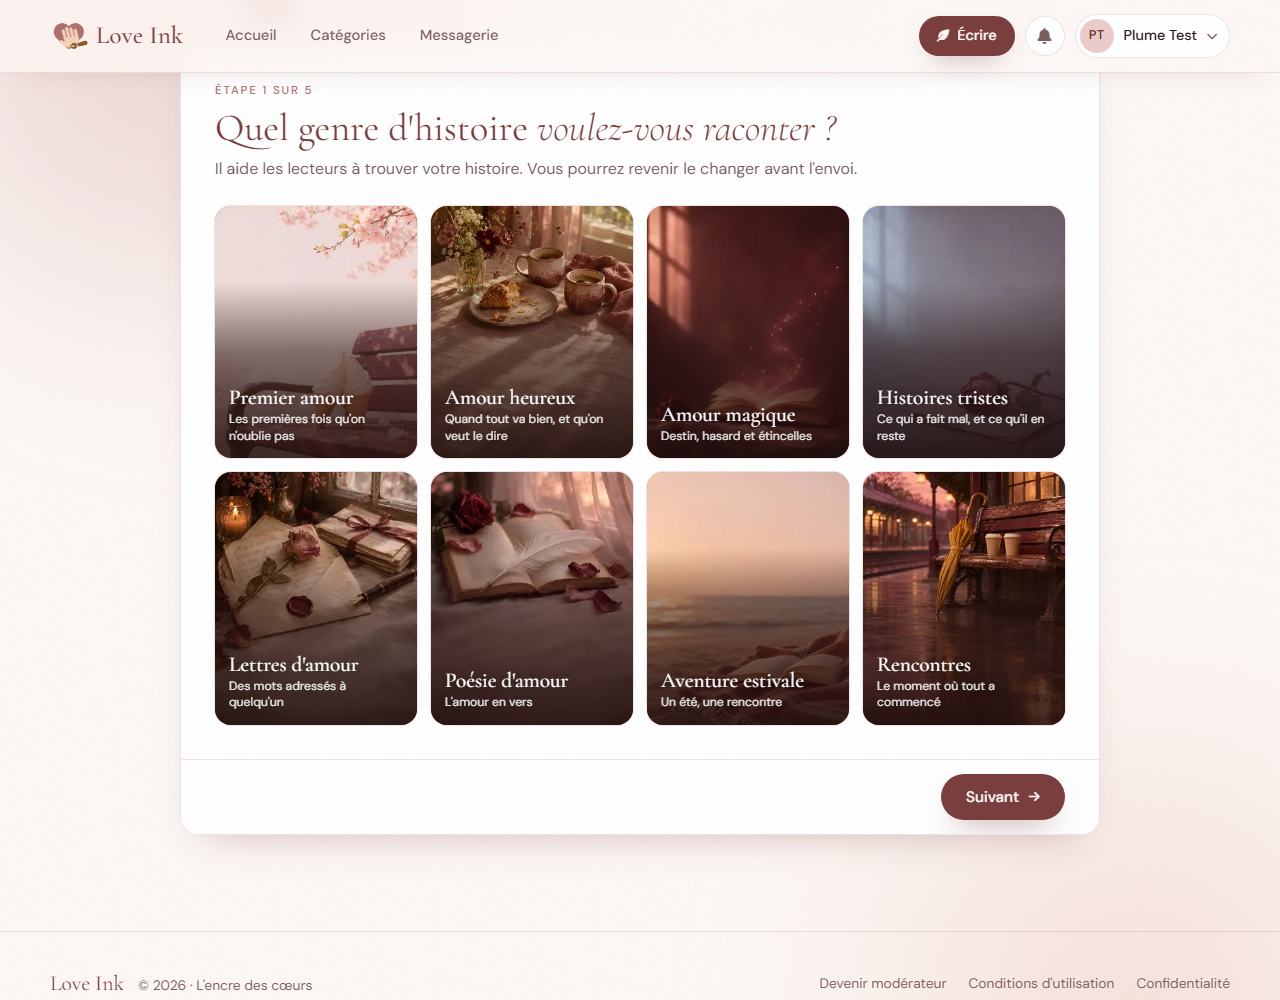 Love Ink
Accueil
Catégories
Messagerie
Écrire
PT
Plume Test
ÉTAPE 1 SUR 5
Quel genre d'histoire voulez-vous raconter ?
Il aide les lecteurs à trouver votre histoire. Vous pourrez revenir le changer avant l'envoi.
Premier amour
Les premières fois qu'on
n'oublie pas
Amour heureux
Quand tout va bien, et qu'on
veut le dire
Amour magique
Destin, hasard et étincelles
Histoires tristes
Ce qui a fait mal, et ce qu'il en
reste
Lettres d'amour
Des mots adressés à
quelqu'un
Poésie d'amour
L'amour en vers
Aventure estivale
Un été, une rencontre
Rencontres
Le moment où tout a
commencé
Suivant
Love Ink
© 2026 · L'encre des cœurs
Devenir modérateur
Conditions d'utilisation
Confidentialité